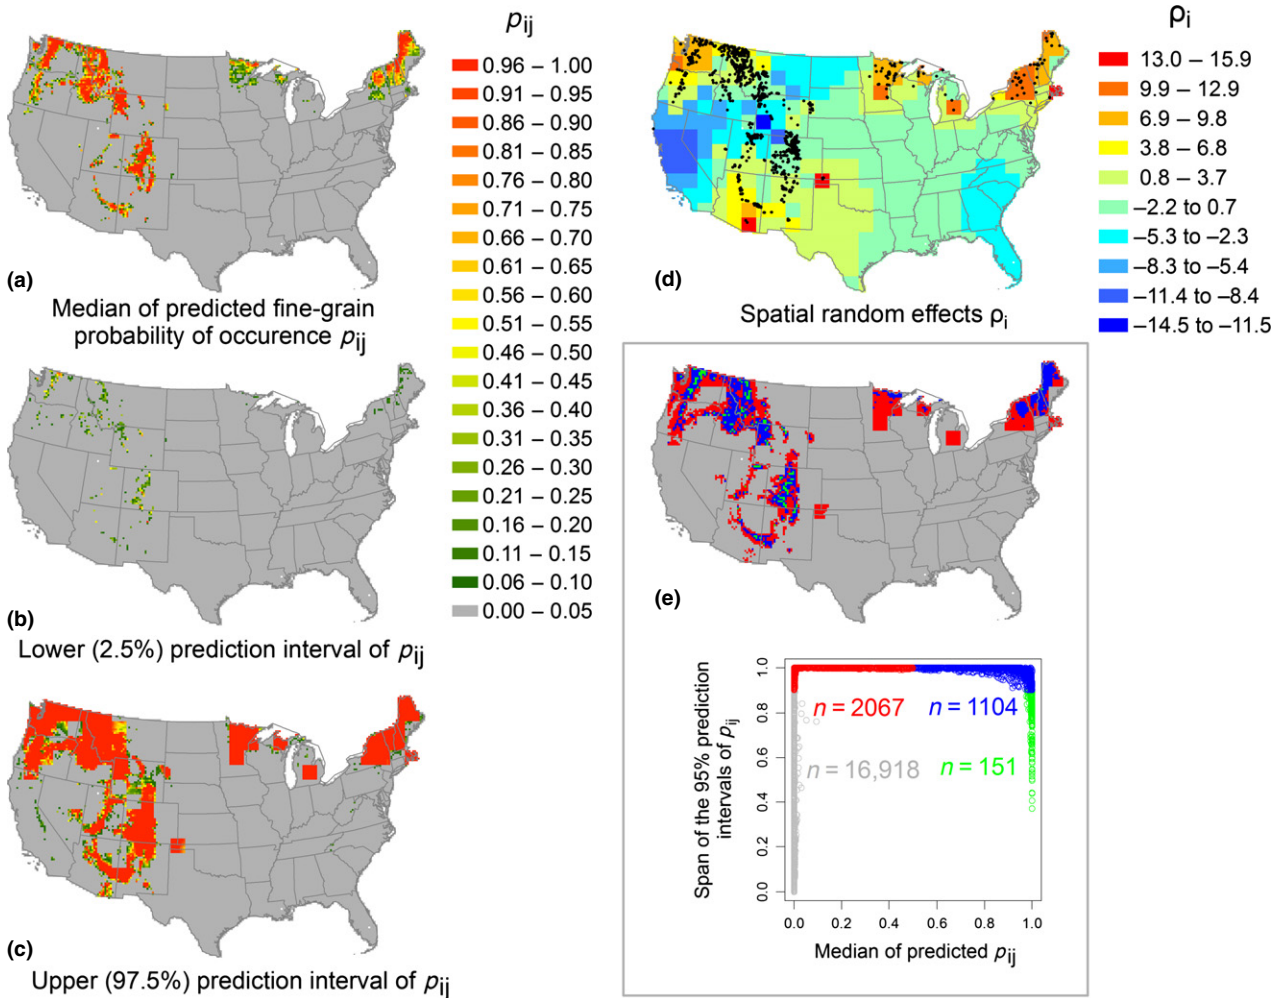 (a)
Median of predicted fine-grain
probability of occurence pij
(b)
Lower (2.5%) prediction interval of pij
(c)
Upper (97.5%) prediction interval of pij
pij
0.96 – 1.00
0.91 – 0.95
0.86 – 0.90
0.81 – 0.85
0.76 – 0.80
0.71 – 0.75
0.66 – 0.70
0.61 – 0.65
0.56 – 0.60
0.51 – 0.55
0.46 – 0.50
0.41 – 0.45
0.36 – 0.40
0.31 – 0.35
0.26 – 0.30
0.21 – 0.25
0.16 – 0.20
0.11 – 0.15
0.06 – 0.10
0.00 – 0.05
(d)
Spatial random effects ρi
ρi
13.0 – 15.9
9.9 – 12.9
6.9 – 9.8
3.8 – 6.8
0.8 – 3.7
–2.2 to 0.7
–5.3 to –2.3
–8.3 to –5.4
–11.4 to –8.4
–14.5 to –11.5
(e)
Span of the 95% prediction
intervals of pij
1.0
0.8
0.6
0.4
0.2
0.0
n = 2067
n = 1104
n = 16,918
n = 151
0.0 0.2 0.4 0.6 0.8 1.0
Median of predicted pij